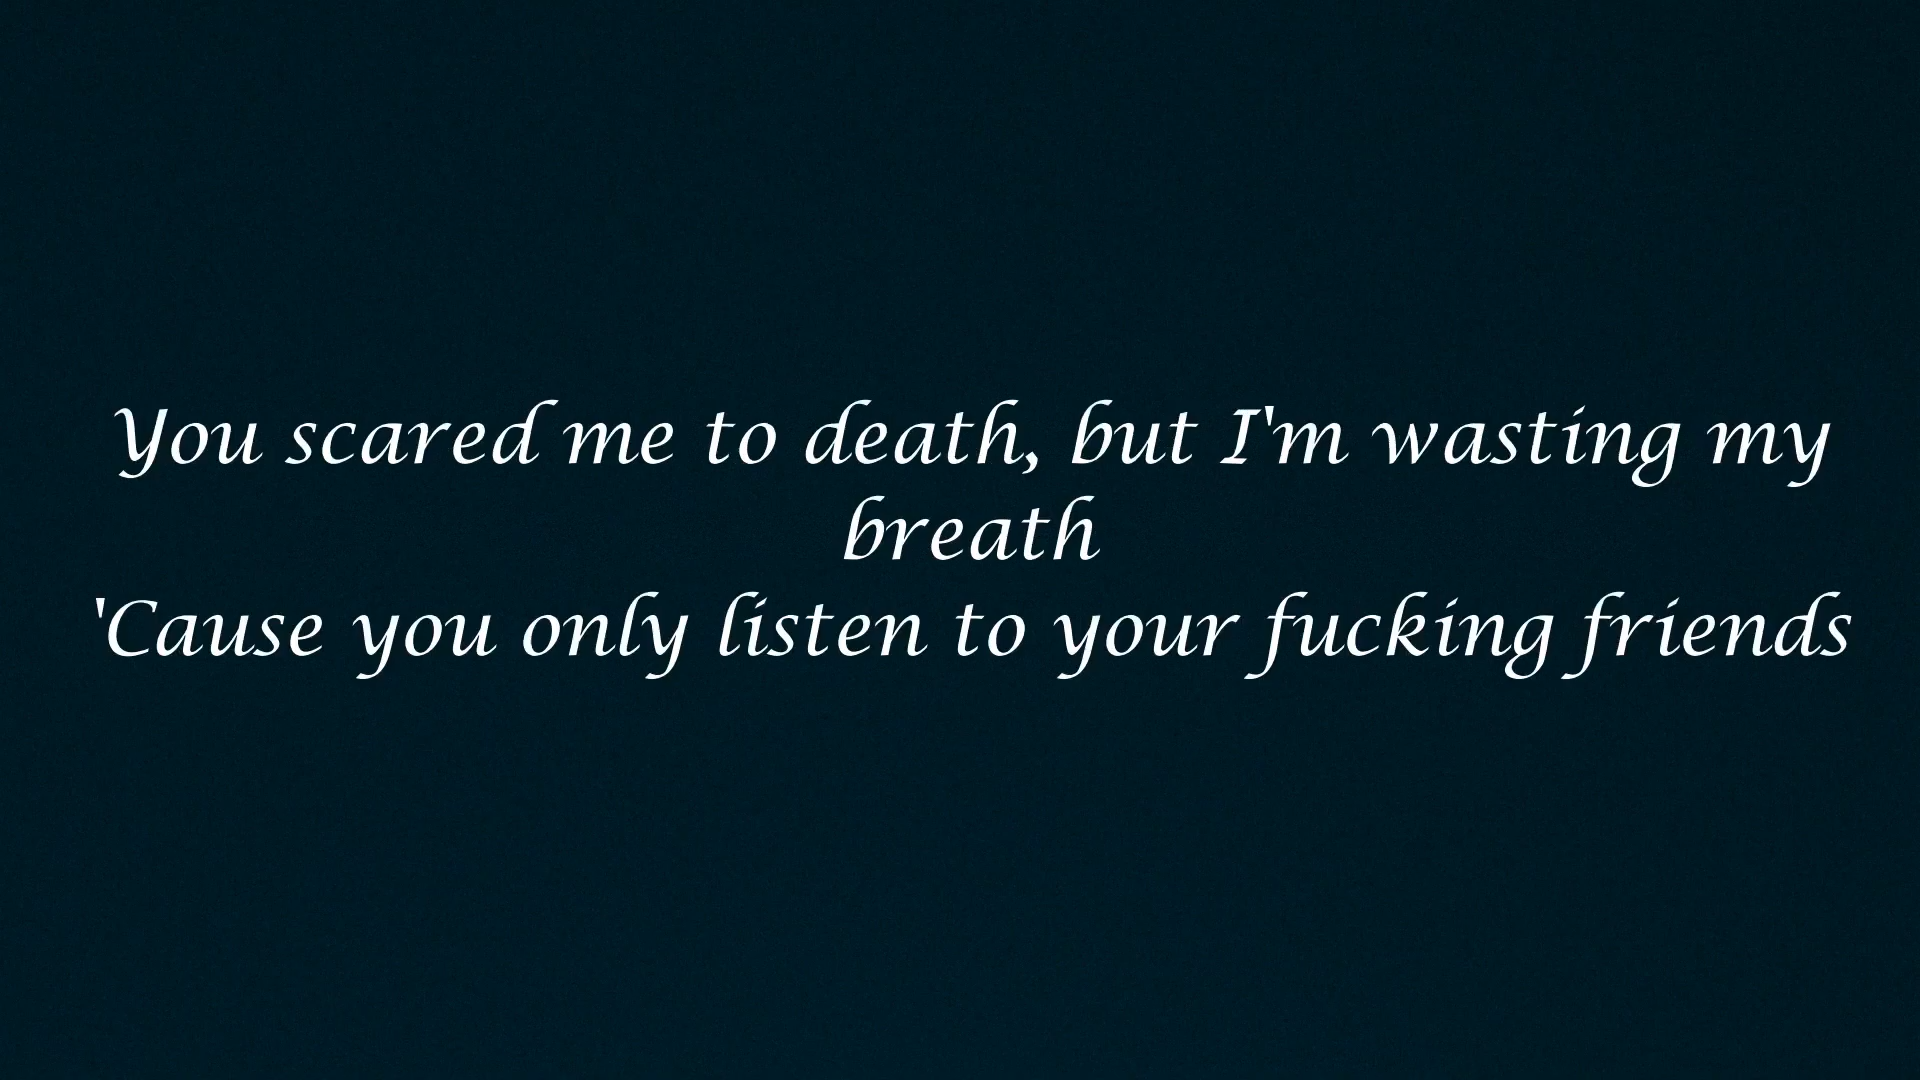 You scared me to death, but I'm wasting my
breath
'Cause you only listen to your fucking friends